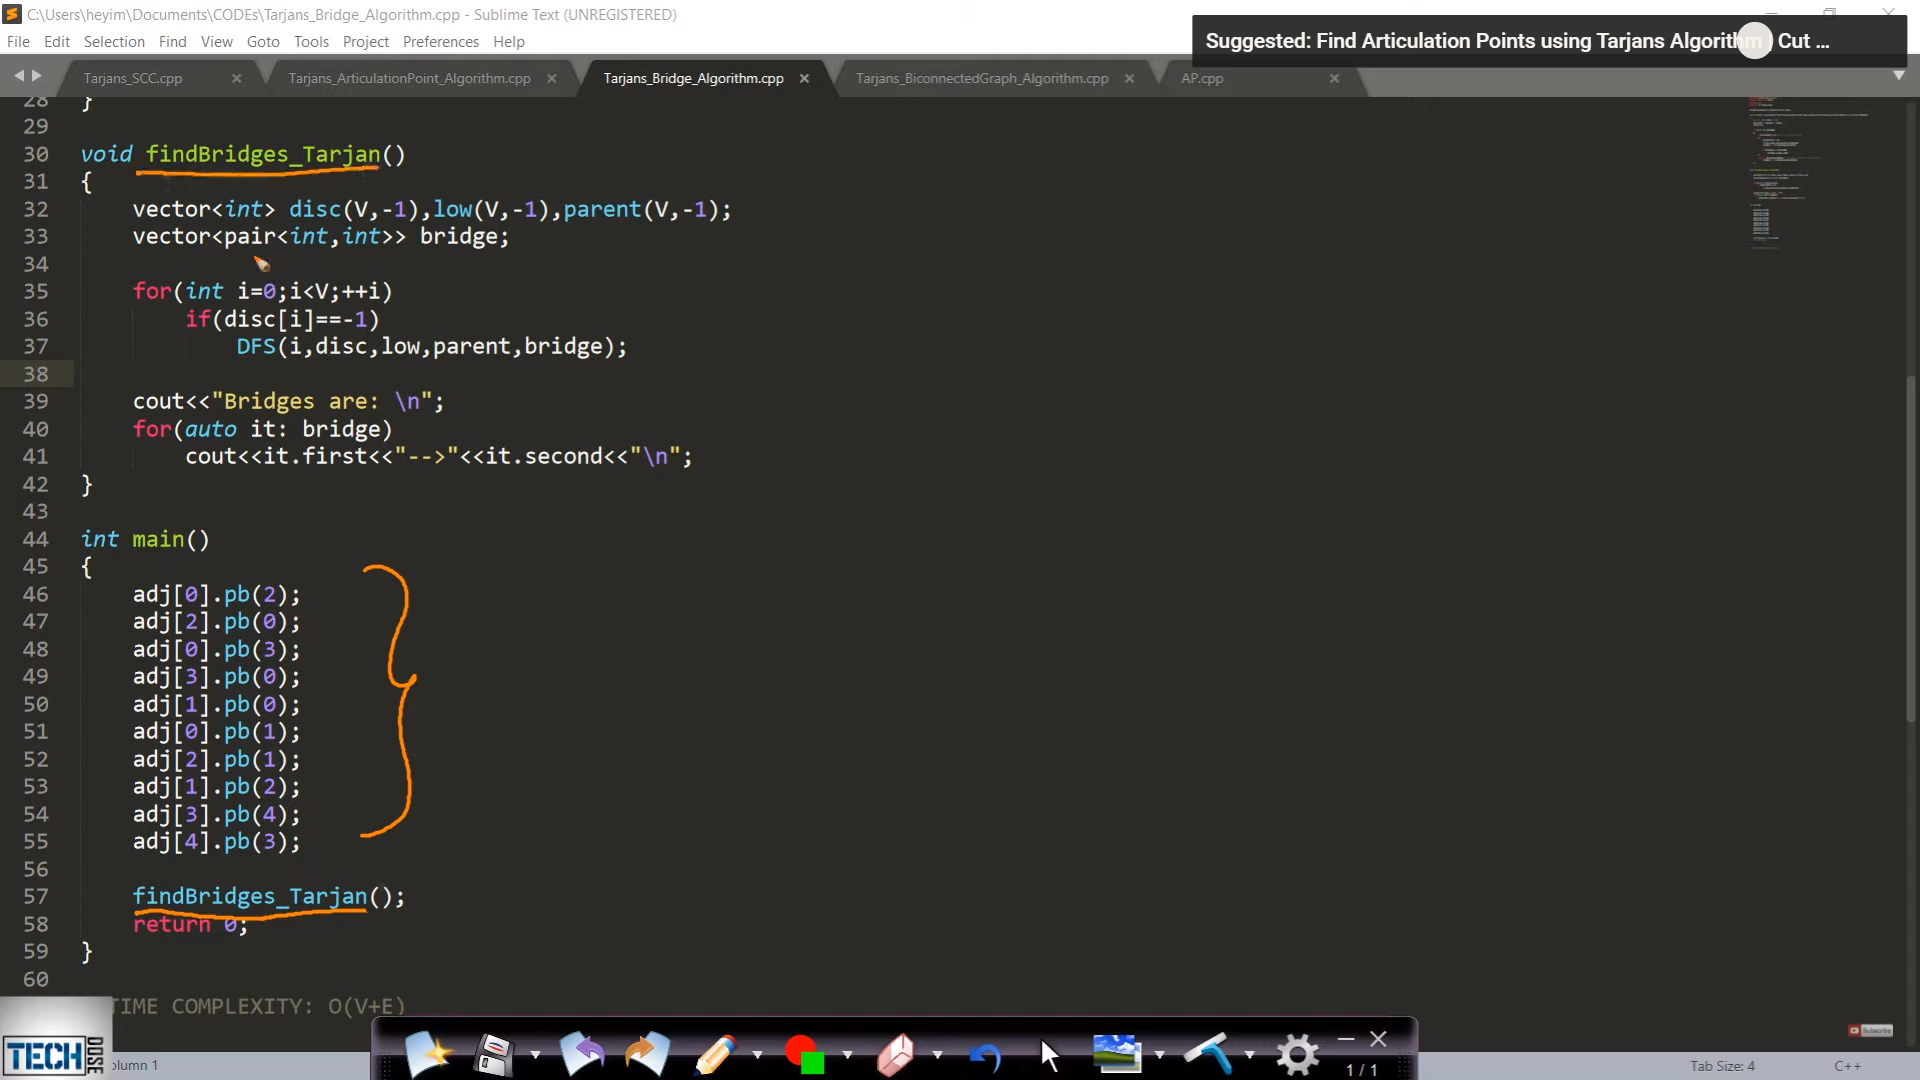 C:\Users\heyim\Documents\CODEs\Tarjans_Bridge_Algorithm.cpp - Sublime Text (UNREGISTERED)
File Edit Selection Find View Goto Tools Project Preferences Help
Suggested: Find Articulation Points using Tarjans Algorithm | Cut ...
Tarjans_SCC.cpp Tarjans_ArticulationPoint_Algorithm.cpp Tarjans_Bridge_Algorithm.cpp Tarjans_BiconnectedGraph_Algorithm.cpp AP.cpp
28 }
29
30 void findBridges_Tarjan()
31 {
32 vector<int> disc(V,-1),low(V,-1),parent(V,-1);
33 vector<pair<int,int>> bridge;
34
35 for(int i=0;i<V;++i)
36 if(disc[i]==-1)
37 DFS(i,disc,low,parent,bridge);
38
39 cout<<"Bridges are: \n";
40 for(auto it: bridge)
41 cout<<it.first<<"-->"<<it.second<<"\n";
42 }
43
44 int main()
45 {
46 adj[0].pb(2);
47 adj[2].pb(0);
48 adj[0].pb(3);
49 adj[3].pb(0);
50 adj[1].pb(0);
51 adj[0].pb(1);
52 adj[2].pb(1);
53 adj[1].pb(2);
54 adj[3].pb(4);
55 adj[4].pb(3);
56
57 findBridges_Tarjan();
58 return 0;
59 }
60
TIME COMPLEXITY: O(V+E)
Subscribe
TECH DOSE
1 / 1
olumn 1 Tab Size: 4 C++